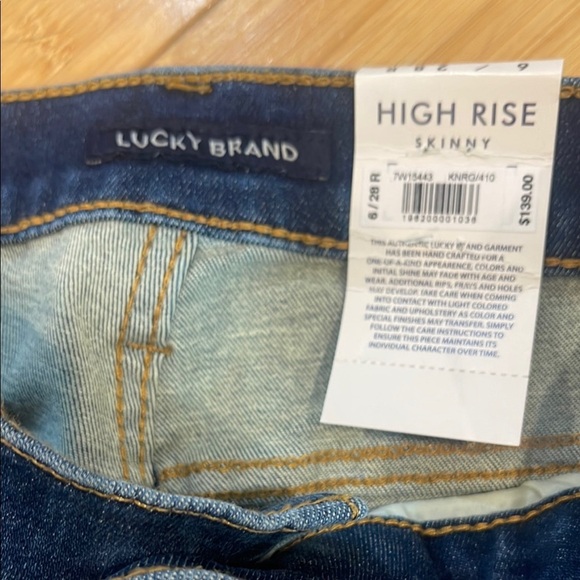 LUCKY BRAND
HIGH RISE
SKINNY
7W15443 KNRG/410
6 / 28 R
$139.00
198200001036
THIS AUTHENTIC LUCKY BRAND GARMENT
HAS BEEN HAND CRAFTED FOR A
ONE-OF-A-KIND APPEARENCE, COLORS AND
INITIAL SHINE MAY FADE WITH AGE AND
WEAR. ADDITIONAL RIPS, FRAYS AND HOLES
MAY DEVELOP. TAKE CARE WHEN COMING
INTO CONTACT WITH LIGHT COLORED
FABRIC AND UPHOLSTERY AS COLOR AND
SPECIAL FINISHES MAY TRANSFER. SIMPLY
FOLLOW THE CARE INSTRUCTIONS TO
ENSURE THIS PIECE MAINTAINS ITS
INDIVIDUAL CHARACTER OVER TIME.